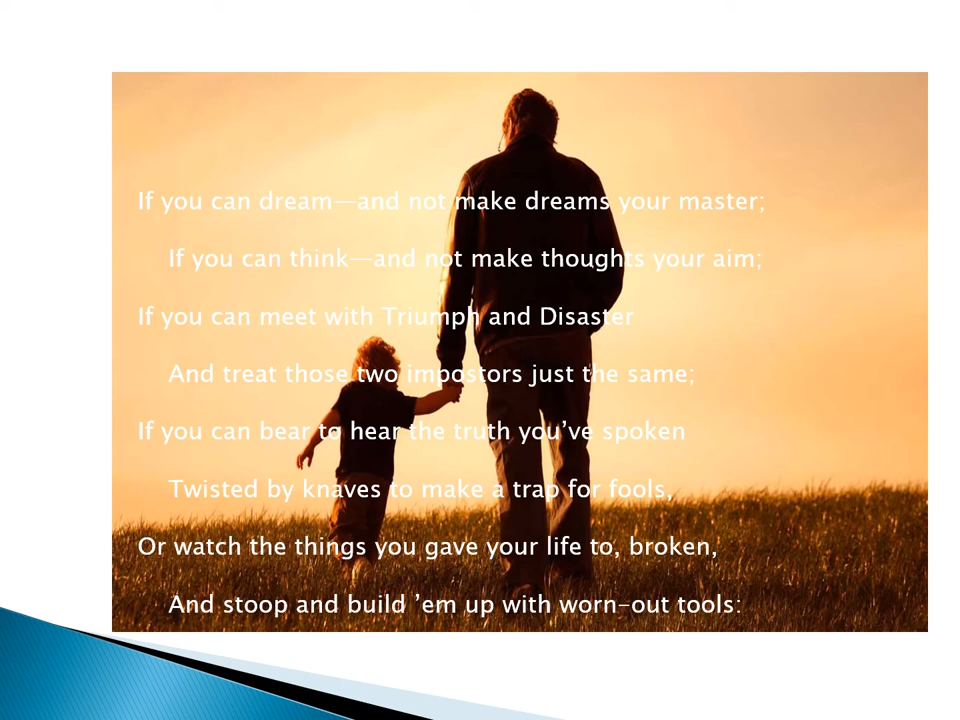 If you can dream—and not make dreams your master;
If you can think—and not make thoughts your aim;
If you can meet with Triumph and Disaster
And treat those two impostors just the same;
If you can bear to hear the truth you’ve spoken
Twisted by knaves to make a trap for fools,
Or watch the things you gave your life to, broken,
And stoop and build ’em up with worn-out tools: